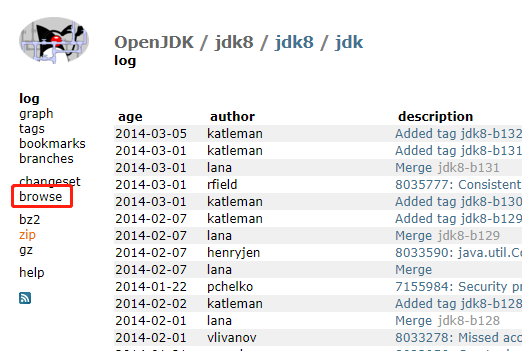 OpenJDK / jdk8 / jdk8 / jdk
log
log
graph
tags
bookmarks
branches
changeset
browse
bz2
zip
gz
help
age author description
2014-03-05 katleman Added tag jdk8-b132
2014-03-01 katleman Added tag jdk8-b131
2014-03-01 lana Merge jdk8-b131
2014-03-01 rfield 8035777: Consistent
2014-03-01 katleman Added tag jdk8-b130
2014-02-07 katleman Added tag jdk8-b129
2014-02-07 lana Merge jdk8-b129
2014-02-07 henryjen 8033590: java.util.Co
2014-02-07 lana Merge
2014-01-22 pchelko 7155984: Security pr
2014-02-02 katleman Added tag jdk8-b128
2014-02-01 lana Merge jdk8-b128
2014-02-01 vlivanov 8033278: Missed acc